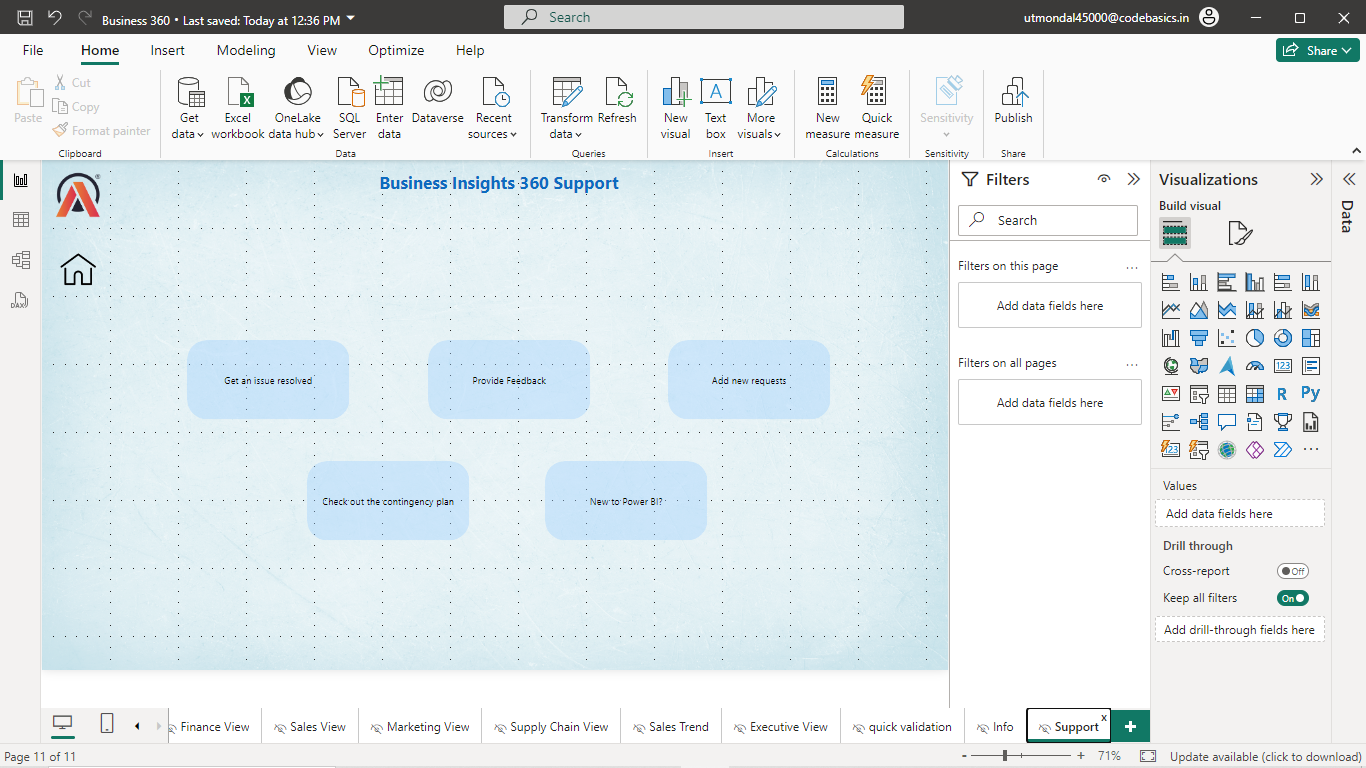 Business 360 • Last saved: Today at 12:36 PM
Search
utmondal45000@codebasics.in
File
Home
Insert
Modeling
View
Optimize
Help
Share
Paste
Cut
Copy
Format painter
Clipboard
Get data
Excel workbook
OneLake data hub
SQL Server
Enter data
Dataverse
Recent sources
Data
Transform data
Refresh
Queries
New visual
Text box
More visuals
Insert
New measure
Quick measure
Calculations
Sensitivity
Sensitivity
Publish
Share
DAX
Business Insights 360 Support
®
Get an issue resolved
Provide Feedback
Add new requests
Check out the contingency plan
New to Power BI?
Filters
Search
Filters on this page
...
Add data fields here
Filters on all pages
...
Add data fields here
Visualizations
Build visual
123
R
Py
123
...
Values
Add data fields here
Drill through
Cross-report
Off
Keep all filters
On
Add drill-through fields here
Data
Finance View
Sales View
Marketing View
Supply Chain View
Sales Trend
Executive View
quick validation
Info
Support
x
+
Page 11 of 11
-
+
71%
Update available (click to download)